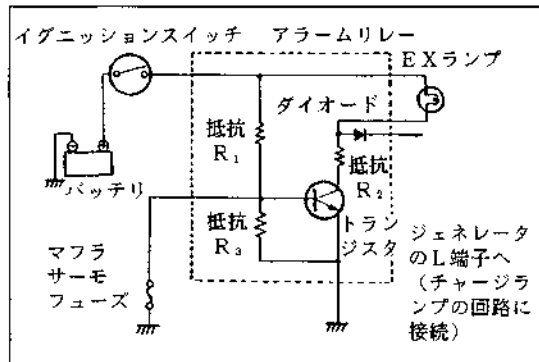 イグニッションスイッチ
アラームリレー
EXランプ
ダイオード
抵抗
R₁
抵抗
R₂
バッテリ
抵抗
R₃
トラン
ジスタ
マフラ
サーモ
フューズ
ジェネレータ
のL端子へ
(チャージラ
ンプの回路に
接続)